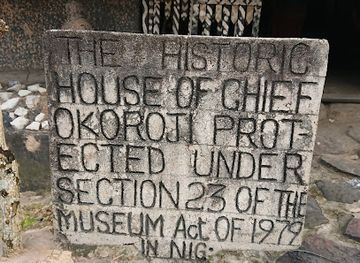 THE HISTORIC
HOUSE OF CHIEF
OKOROJI PROT-
ECTED UNDER
SECTION 23 OF THE
MUSEUM Act OF 1979
IN NIG: